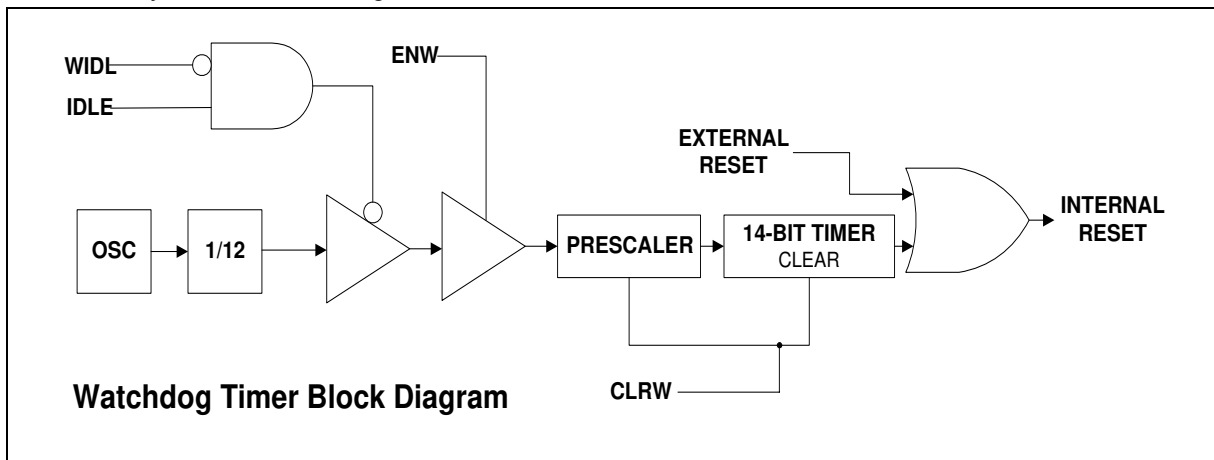 WIDL
IDLE
ENW
EXTERNAL
RESET
OSC
1/12
PRESCALER
14-BIT TIMER
CLEAR
INTERNAL
RESET
CLRW
Watchdog Timer Block Diagram